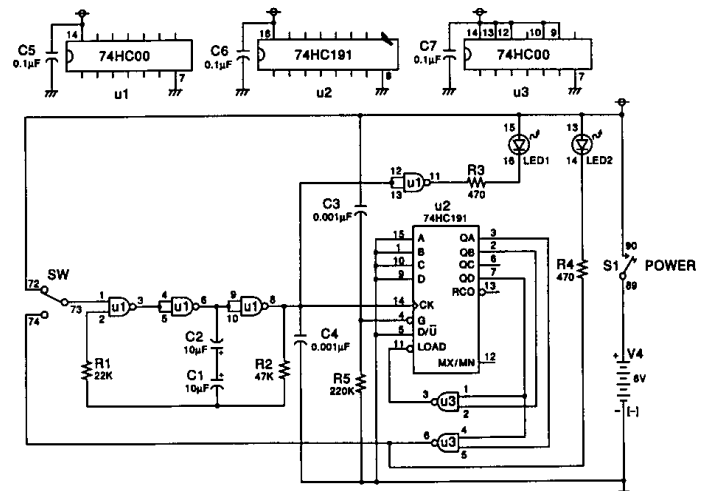 C5
0.1µF
14
74HC00
7
u1
C6
0.1µF
16
74HC191
8
u2
C7
0.1µF
14 13 12 10 9
74HC00
7
u3
15
16 LED1
13
14 LED2
12
13
u1
11
R3
470
C3
0.001µF
u2
74HC191
15 A
1 B
10 C
9 D
14 CK
4 G
5 D/U
11 LOAD
QA 3
QB 2
QC 6
QD 7
RCO 13
MX/MN 12
R4
470
S1
90
89
POWER
V4
+
6V
- [-]
72
SW
73
74
1
2
u1
3
4
5
u1
6
9
10
u1
8
C2
10µF
+
C1
10µF
+
R1
22K
R2
47K
C4
0.001µF
R5
220K
3
u3
1
2
6
u3
4
5